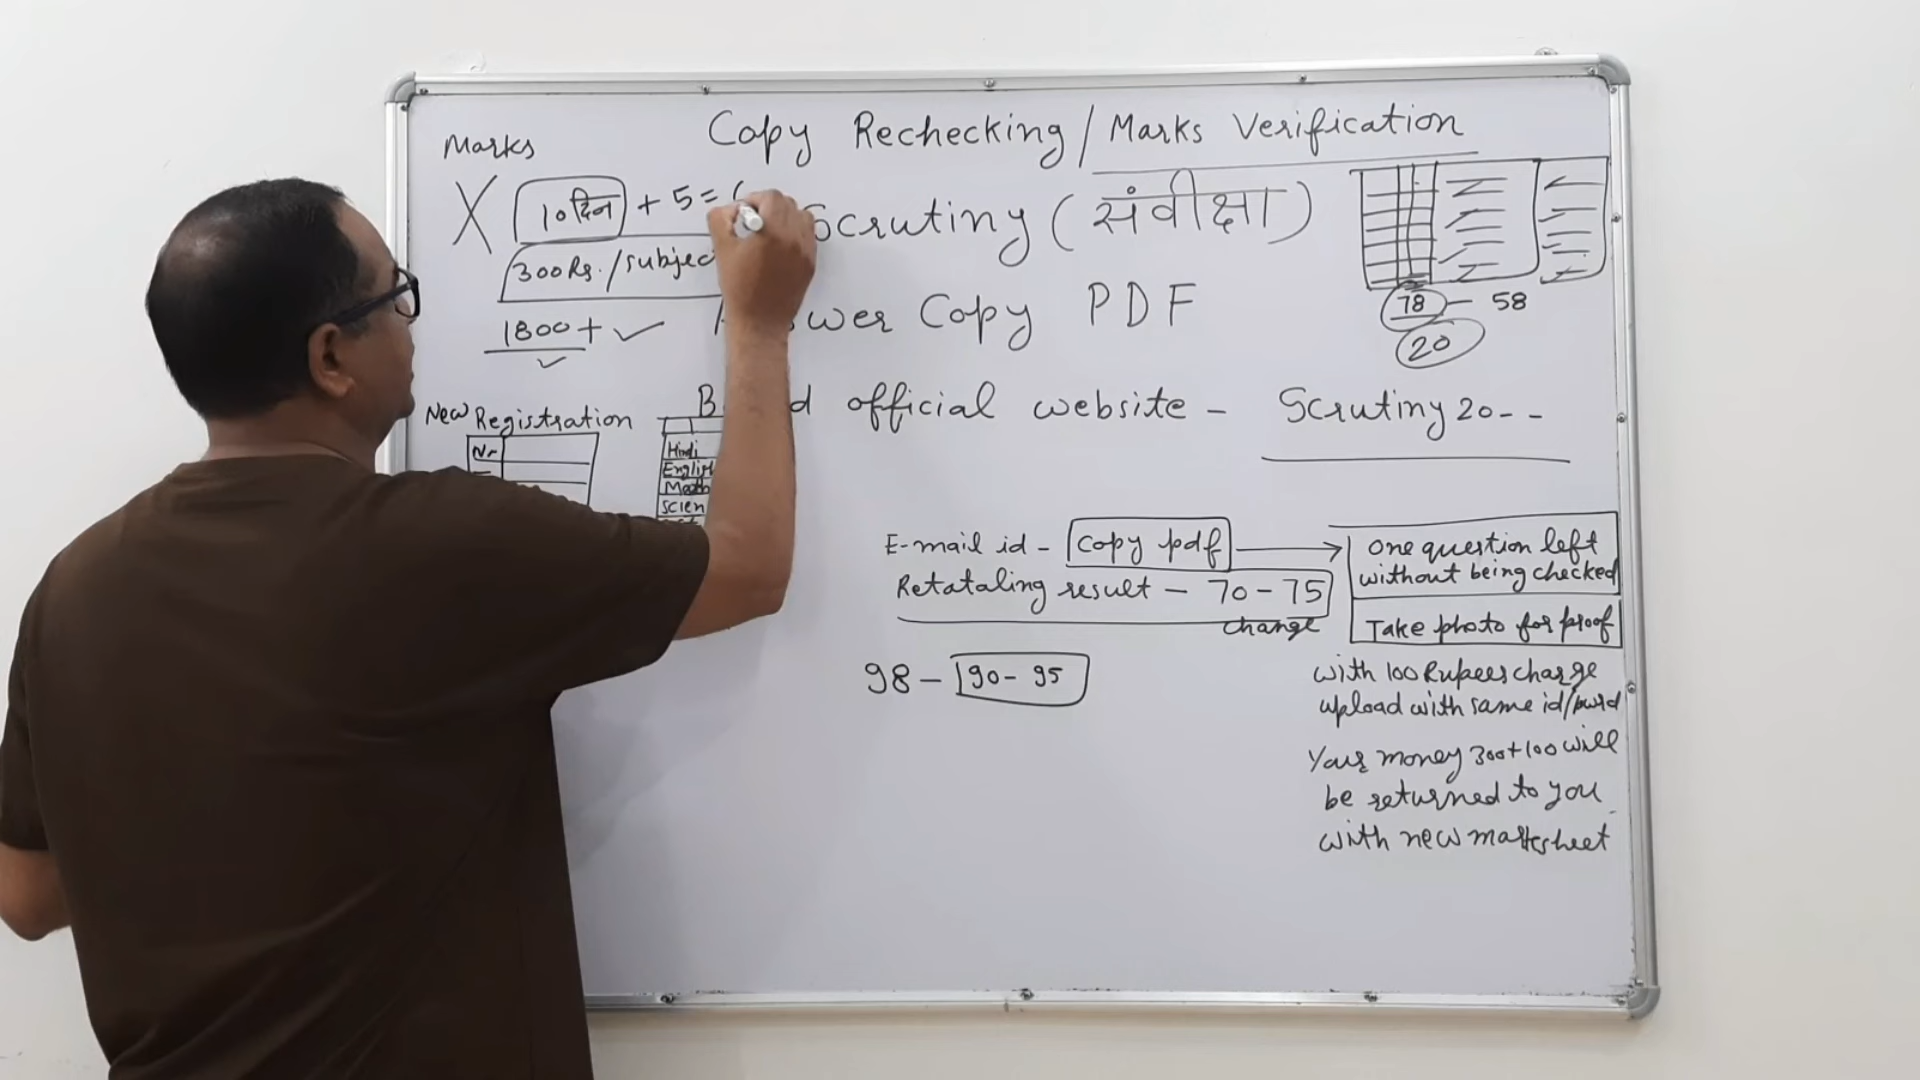 Copy Rechecking / Marks Verification
Marks
X 10 दिन + 5 = (
Scrutiny (संवीक्षा)
300 Rs. / subjec
1800 + ✓
✓
Copy PDF
78 - 58
20
official website - Scrutiny 20--
New Registration
Hindi
English
Math
Scien
E-mail id - copy pdf
Retataling result - 70 - 75
change
98 - 90 - 95
One question left
without being checked
Take photo for proof
with 100 Rupees charge
upload with same id/pwrd
Your money 300+100 will
be returned to you
with new marksheet